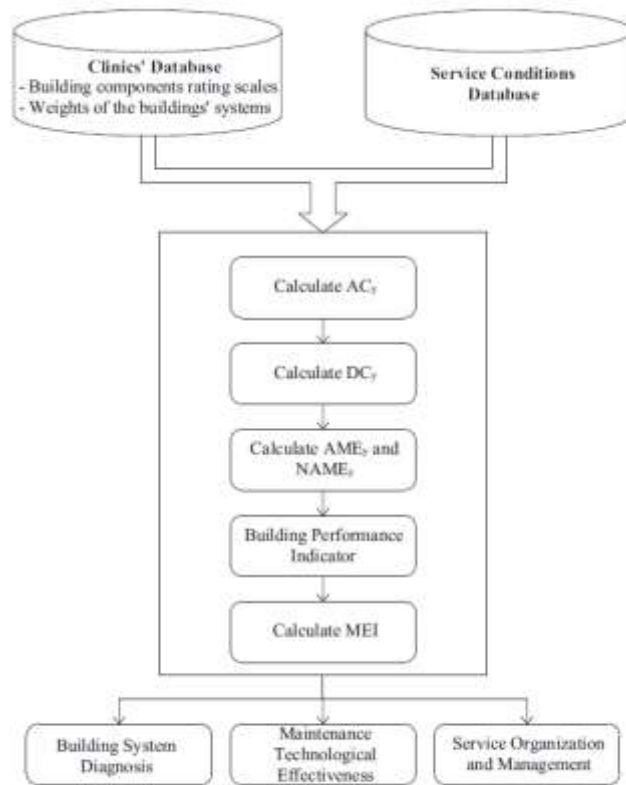 Clinics' Database
- Building components rating scales
- Weights of the buildings' systems
Service Conditions
Database
Calculate ACy
Calculate DCy
Calculate AMEy and
NAMEy
Building Performance
Indicator
Calculate MEI
Building System
Diagnosis
Maintenance
Technological
Effectiveness
Service Organization
and Management